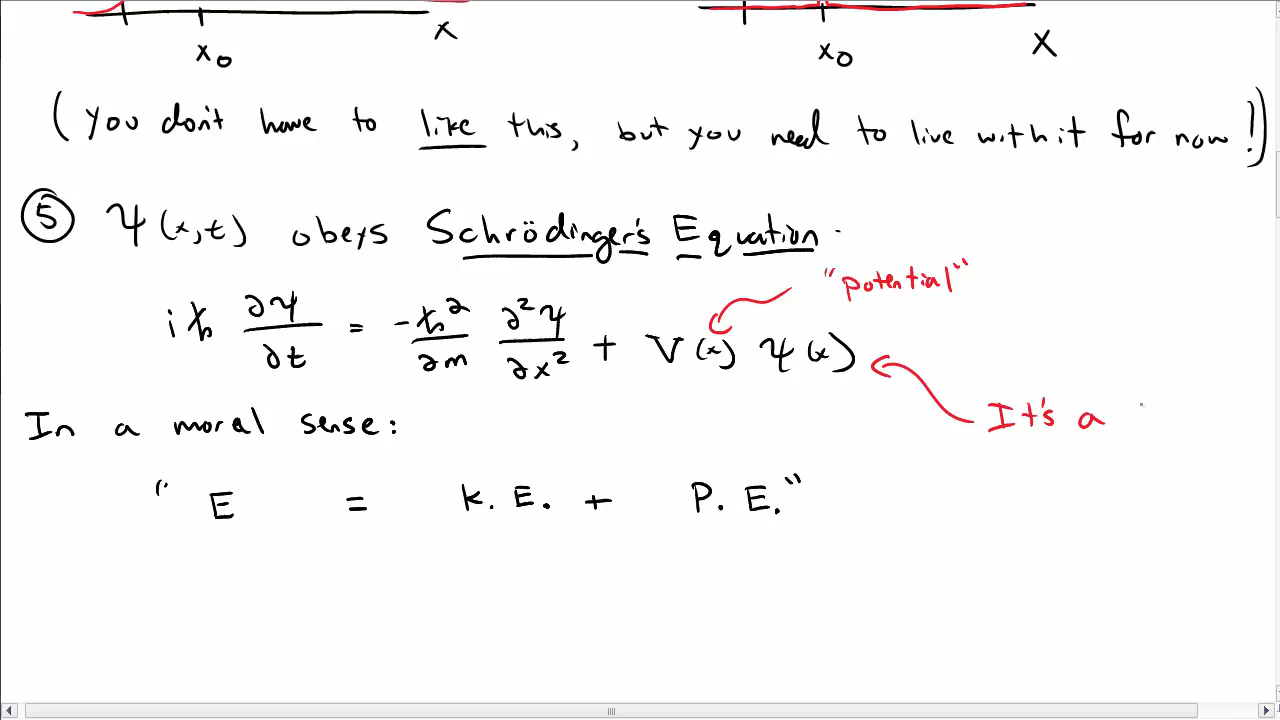 x₀ x x₀ x
(you don't have to like this, but you need to live with it for now!)
⑤ Ψ(x,t) obeys Schrödinger's Equation.
"potential"
iħ ∂Ψ/∂t = -ħ²/2m ∂²Ψ/∂x² + V(x) Ψ(x)
It's a
In a moral sense:
" E = K.E. + P.E."